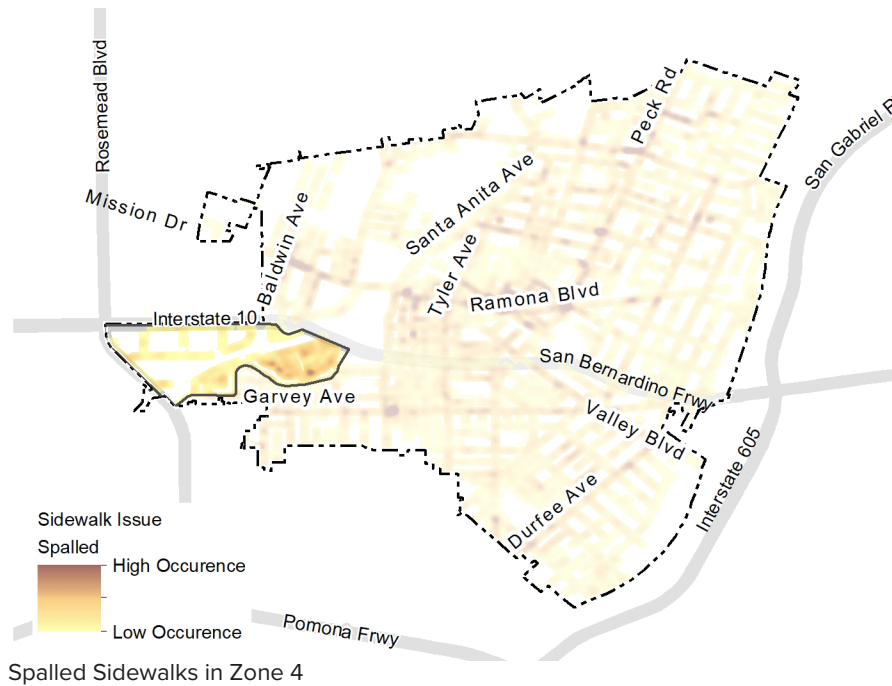 Rosemead Blvd
Peck Rd
San Gabriel R
Mission Dr
Baldwin Ave
Santa Anita Ave
Tyler Ave
Ramona Blvd
Interstate 10
San Bernardino Frwy
Garvey Ave
Valley Blvd
Interstate 605
Durfee Ave
Sidewalk Issue
Spalled
High Occurence
Low Occurence
Pomona Frwy
Spalled Sidewalks in Zone 4